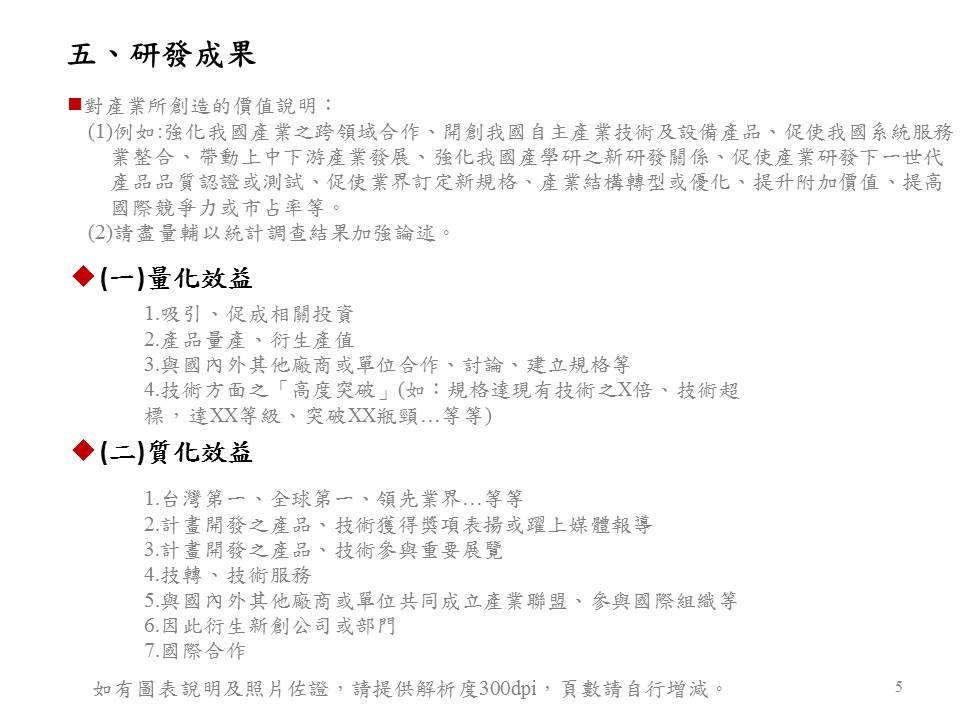 五、研發成果
■對產業所創造的價值說明：
(1)例如:強化我國產業之跨領域合作、開創我國自主產業技術及設備產品、促使我國系統服務
業整合、帶動上中下游產業發展、強化我國產學研之新研發關係、促使產業研發下一世代
產品品質認證或測試、促使業界訂定新規格、產業結構轉型或優化、提升附加價值、提高
國際競爭力或市占率等。
(2)請盡量輔以統計調查結果加強論述。
◆(一)量化效益
1.吸引、促成相關投資
2.產品量產、衍生產值
3.與國內外其他廠商或單位合作、討論、建立規格等
4.技術方面之「高度突破」(如：規格達現有技術之X倍、技術超
標，達XX等級、突破XX瓶頸…等等)
◆(二)質化效益
1.台灣第一、全球第一、領先業界…等等
2.計畫開發之產品、技術獲得獎項表揚或躍上媒體報導
3.計畫開發之產品、技術參與重要展覽
4.技轉、技術服務
5.與國內外其他廠商或單位共同成立產業聯盟、參與國際組織等
6.因此衍生新創公司或部門
7.國際合作
如有圖表說明及照片佐證，請提供解析度300dpi，頁數請自行增減。
5